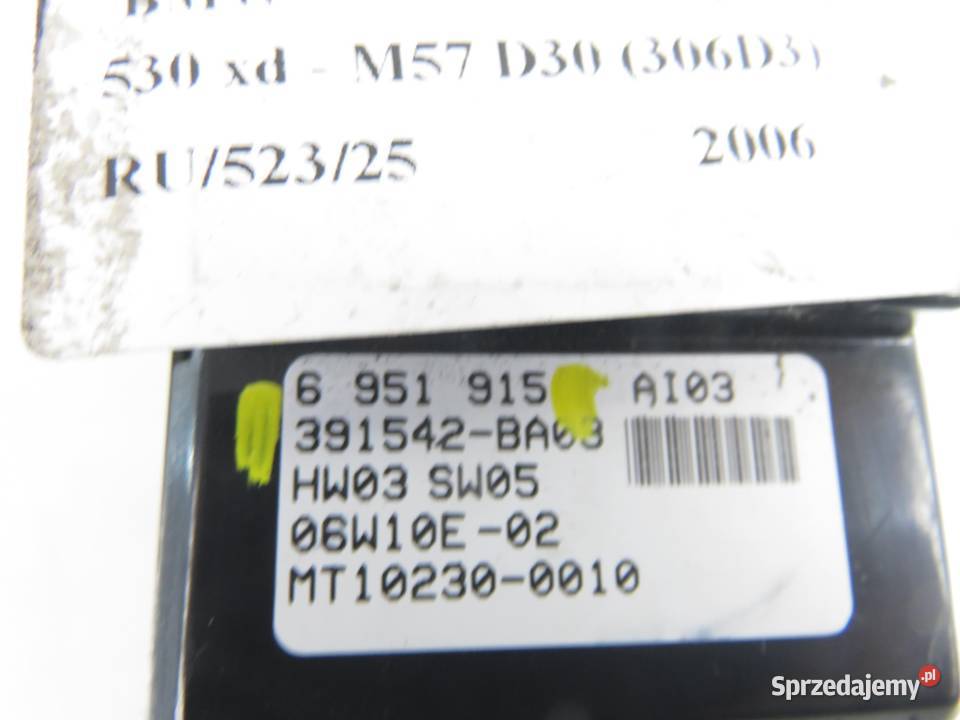 530 xd - M57 D30 (306D3)
RU/523/25 2006
6 951 915 AI03
391542-BA03
HW03 SW05
06W10E-02
MT10230-0010
Sprzedajemy.pl